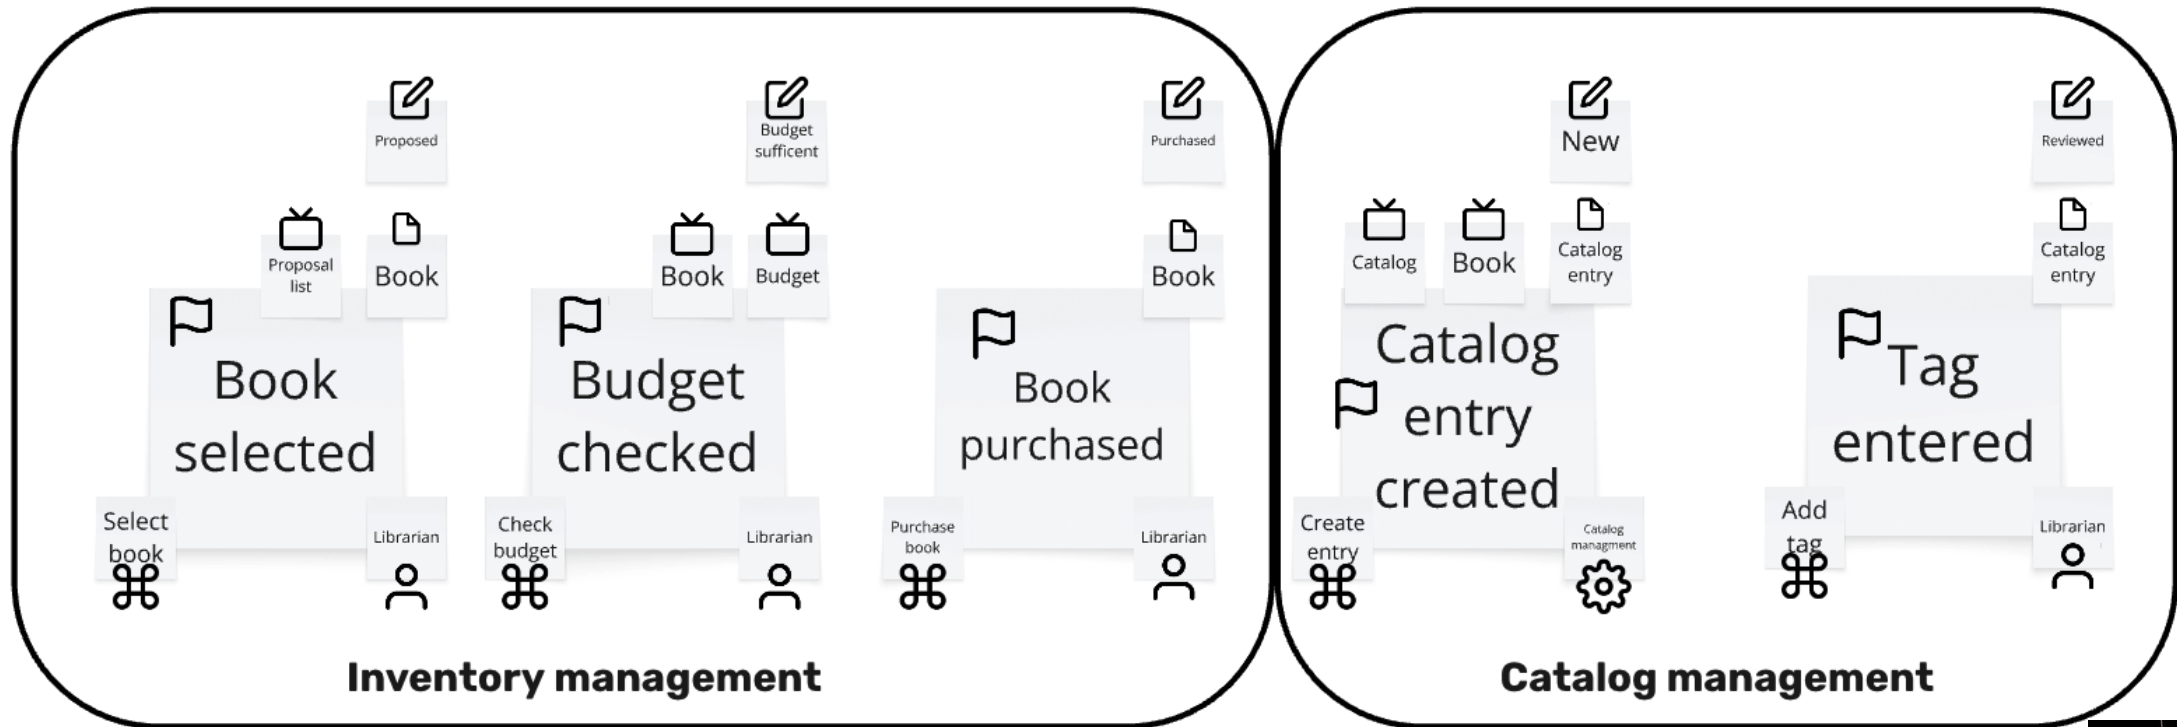 Proposed
Proposal
list
Book
Book
selected
Select
book
Librarian
Budget
sufficent
Book
Budget
Budget
checked
Check
budget
Librarian
Purchased
Book
Book
purchased
Purchase
book
Librarian
Inventory management
New
Catalog
Book
Catalog
entry
Catalog
entry
created
Create
entry
Catalog
managment
Reviewed
Catalog
entry
Tag
entered
Add
tag
Librarian
Catalog management